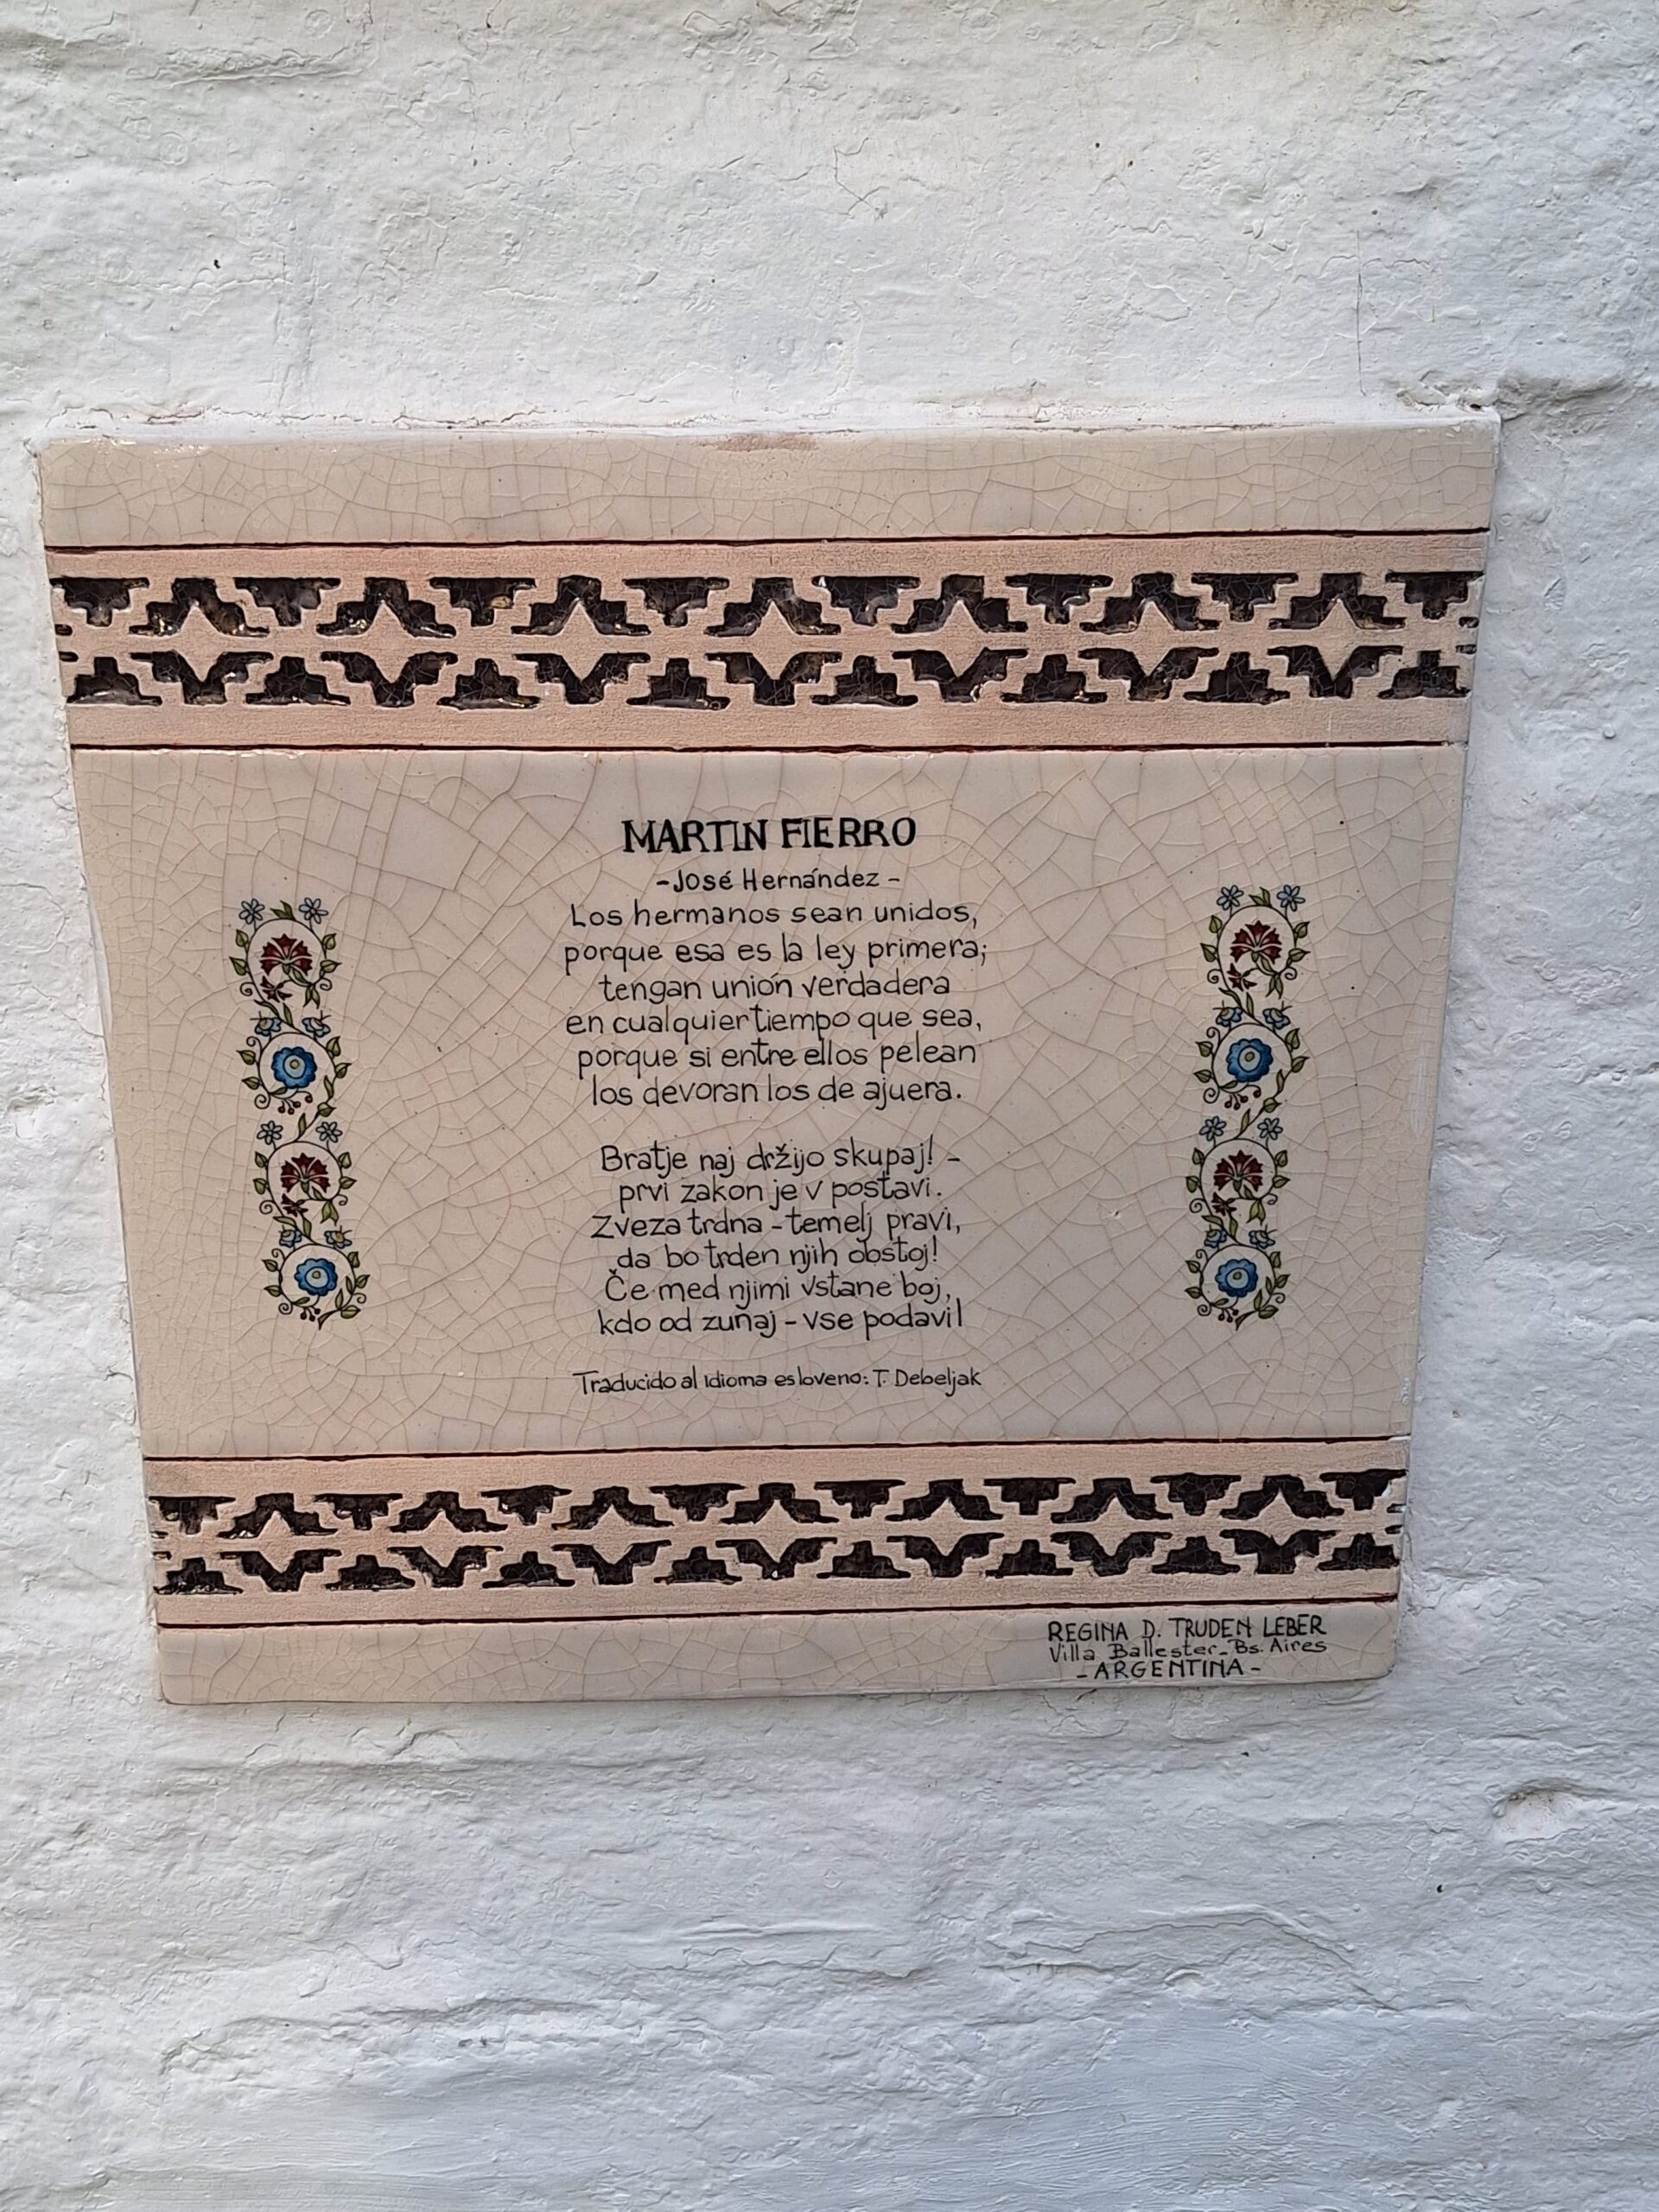 MARTIN FIERRO
-José Hernández-
Los hermanos sean unidos,
porque esa es la ley primera;
tengan unión verdadera
en cualquier tiempo que sea,
porque si entre ellos pelean
los devoran los de ajuera.
Bratje naj držijo skupaj! -
prvi zakon je v postavi.
Zveza trdna - temelj pravi,
da bo trden njih obstoj!
Če med njimi vstane boj,
kdo od zunaj - vse podavi!
Traducido al Idioma esloveno: T. Debeljak
REGINA D. TRUDEN LEBER
Villa Ballester_Bs. Aires
-ARGENTINA-